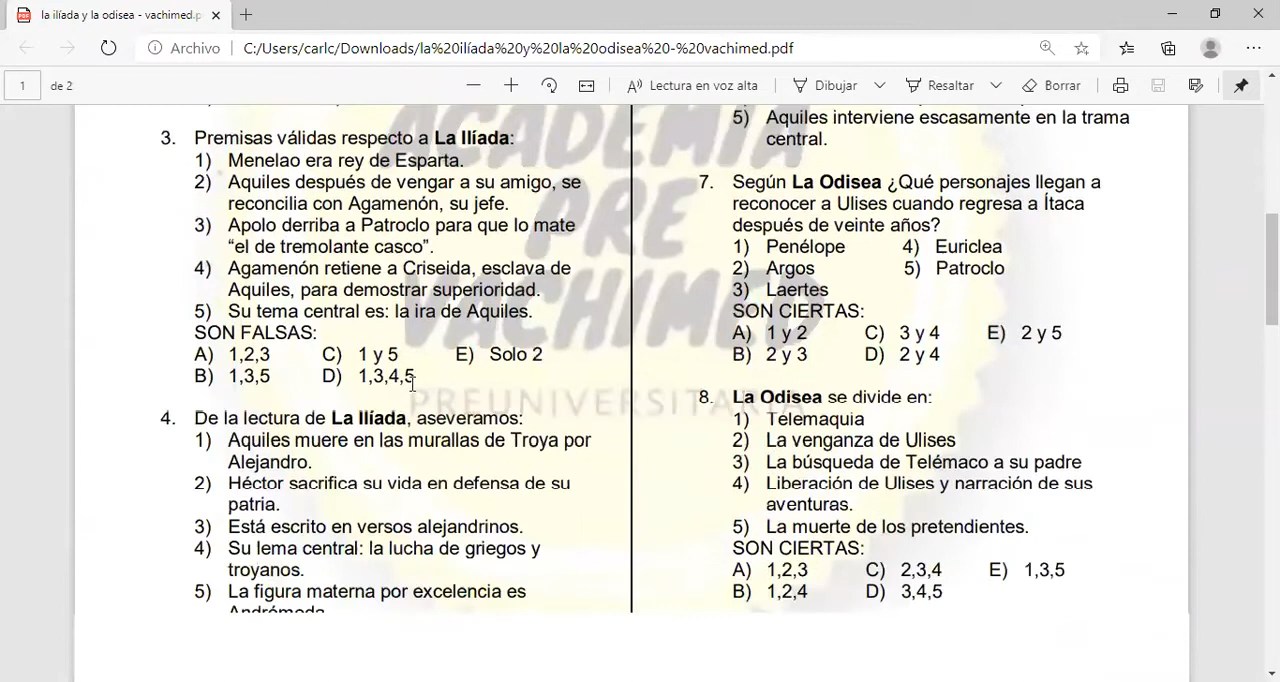 la ilíada y la odisea - vachimed.p
Archivo C:/Users/carlc/Downloads/la%20ilíada%20y%20la%20odisea%20-%20vachimed.pdf
1 de 2 Lectura en voz alta Dibujar Resaltar Borrar
ACADEMIA
PRE
VACHIMED
PREUNIVERSITARIA
3. Premisas válidas respecto a La Ilíada:
1) Menelao era rey de Esparta.
2) Aquiles después de vengar a su amigo, se
reconcilia con Agamenón, su jefe.
3) Apolo derriba a Patroclo para que lo mate
“el de tremolante casco”.
4) Agamenón retiene a Criseida, esclava de
Aquiles, para demostrar superioridad.
5) Su tema central es: la ira de Aquiles.
SON FALSAS:
A) 1,2,3 C) 1 y 5 E) Solo 2
B) 1,3,5 D) 1,3,4,5
4. De la lectura de La Ilíada, aseveramos:
1) Aquiles muere en las murallas de Troya por
Alejandro.
2) Héctor sacrifica su vida en defensa de su
patria.
3) Está escrito en versos alejandrinos.
4) Su lema central: la lucha de griegos y
troyanos.
5) La figura materna por excelencia es
Andrómeda
5) Aquiles interviene escasamente en la trama
central.
7. Según La Odisea ¿Qué personajes llegan a
reconocer a Ulises cuando regresa a Ítaca
después de veinte años?
1) Penélope 4) Euriclea
2) Argos 5) Patroclo
3) Laertes
SON CIERTAS:
A) 1 y 2 C) 3 y 4 E) 2 y 5
B) 2 y 3 D) 2 y 4
8. La Odisea se divide en:
1) Telemaquia
2) La venganza de Ulises
3) La búsqueda de Telémaco a su padre
4) Liberación de Ulises y narración de sus
aventuras.
5) La muerte de los pretendientes.
SON CIERTAS:
A) 1,2,3 C) 2,3,4 E) 1,3,5
B) 1,2,4 D) 3,4,5